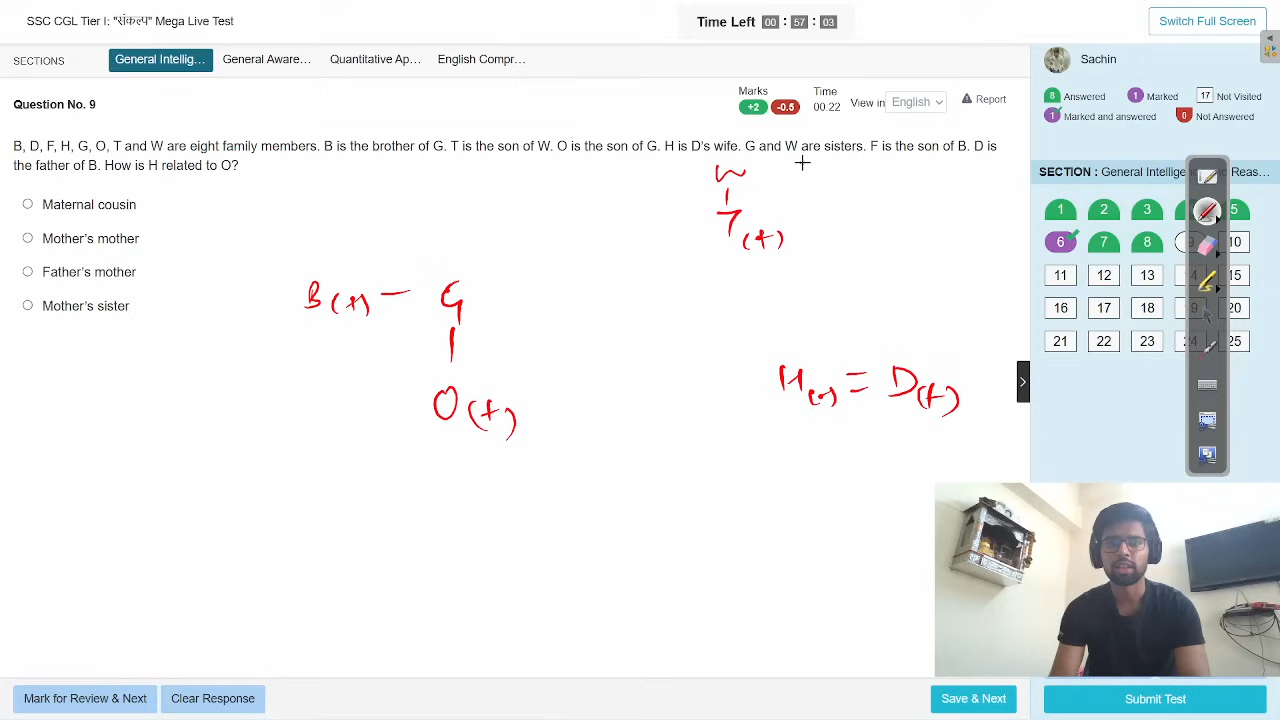 SSC CGL Tier I: "संकल्प" Mega Live Test
Time Left 00 : 57 : 03
Switch Full Screen
SECTIONS
General Intellig...
General Aware...
Quantitative Ap...
English Compr...
Sachin
Question No. 9
Marks
+2 -0.5
Time
00.22
View in English
Report
8 Answered
1 Marked
17 Not Visited
1 Marked and answered
0 Not Answered
B, D, F, H, G, O, T and W are eight family members. B is the brother of G. T is the son of W. O is the son of G. H is D's wife. G and W are sisters. F is the son of B. D is
the father of B. How is H related to O?
Maternal cousin
Mother's mother
Father's mother
Mother's sister
W
T (+)
B (+) — G
O (+)
H (-) = D (+)
SECTION : General Intelligence and Reas...
1 2 3 5
6 7 8 9 10
11 12 13 14 15
16 17 18 19 20
21 22 23 24 25
Mark for Review & Next
Clear Response
Save & Next
Submit Test